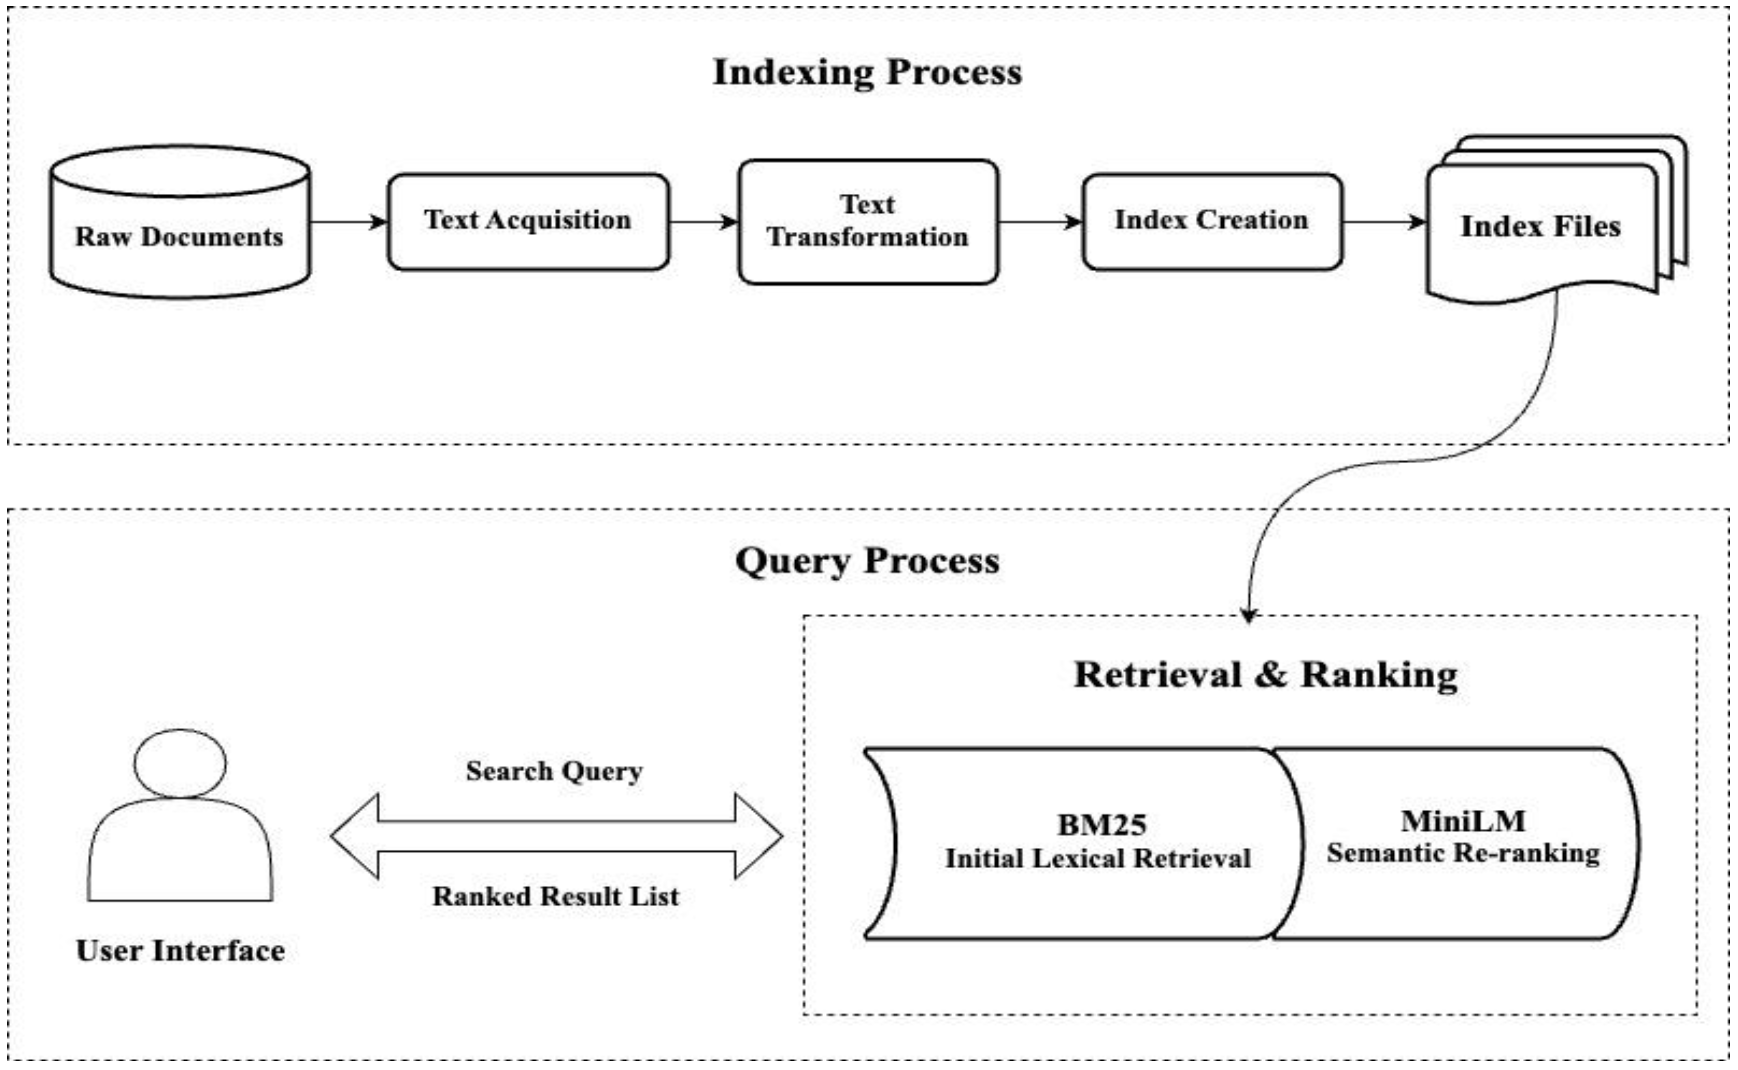 Indexing Process
Raw Documents
Text Acquisition
Text
Transformation
Index Creation
Index Files
Query Process
Retrieval & Ranking
Search Query
Ranked Result List
User Interface
BM25
Initial Lexical Retrieval
MiniLM
Semantic Re-ranking